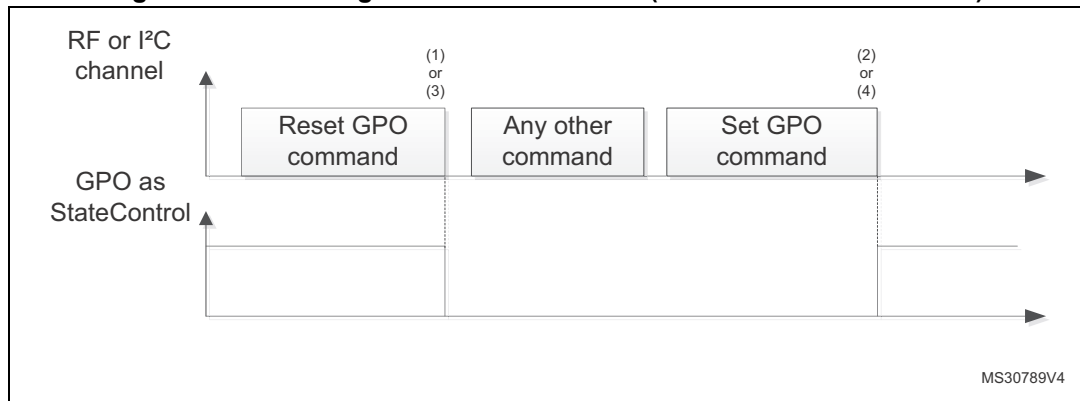 RF or I²C
channel
(1)
or
(3)
(2)
or
(4)
Reset GPO
command
Any other
command
Set GPO
command
GPO as
StateControl
MS30789V4